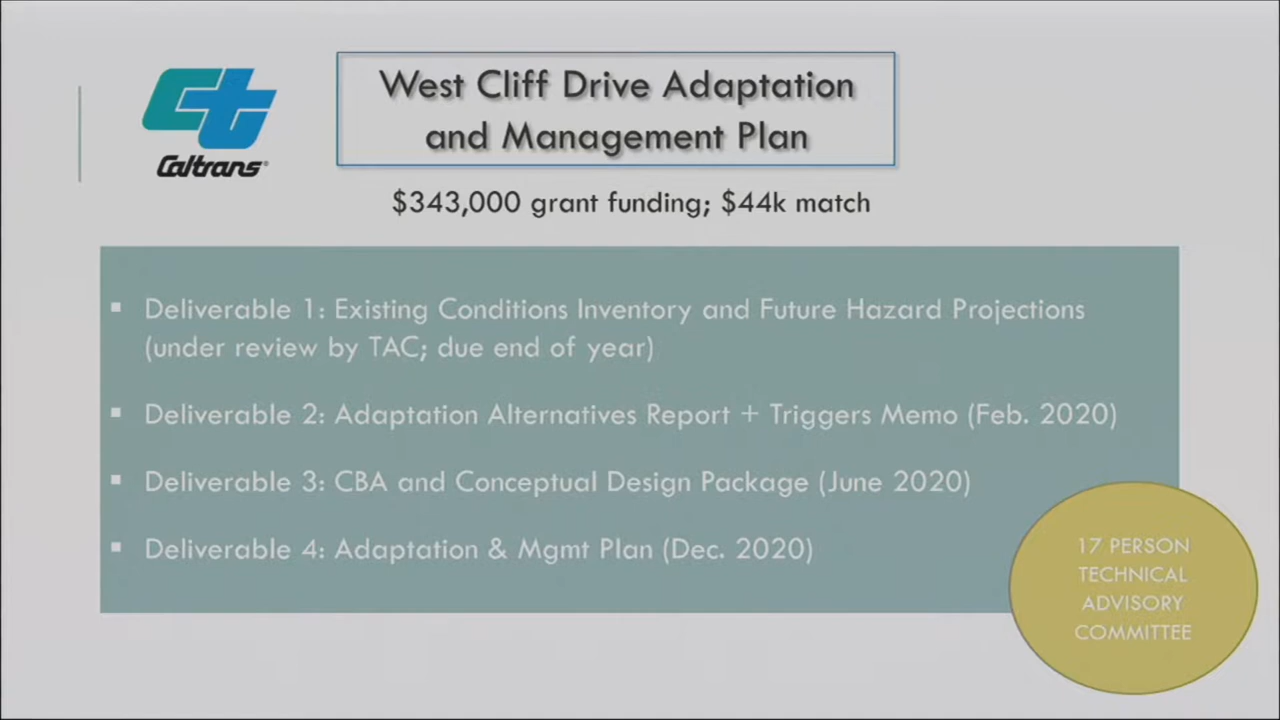 West Cliff Drive Adaptation
and Management Plan
Caltrans®
$343,000 grant funding; $44k match
▪ Deliverable 1: Existing Conditions Inventory and Future Hazard Projections
(under review by TAC; due end of year)
▪ Deliverable 2: Adaptation Alternatives Report + Triggers Memo (Feb. 2020)
▪ Deliverable 3: CBA and Conceptual Design Package (June 2020)
▪ Deliverable 4: Adaptation & Mgmt Plan (Dec. 2020)
17 PERSON
TECHNICAL
ADVISORY
COMMITTEE